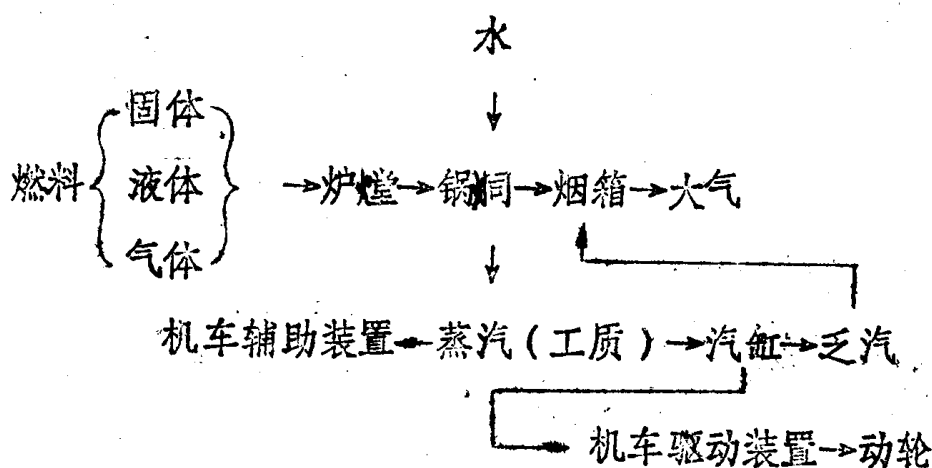 水
固体
燃料 液体 → 炉膛 → 锅胴 → 烟箱 → 大气
气体
机车辅助装置 ← 蒸汽(工质) → 汽缸 → 乏汽
机车驱动装置 → 动轮